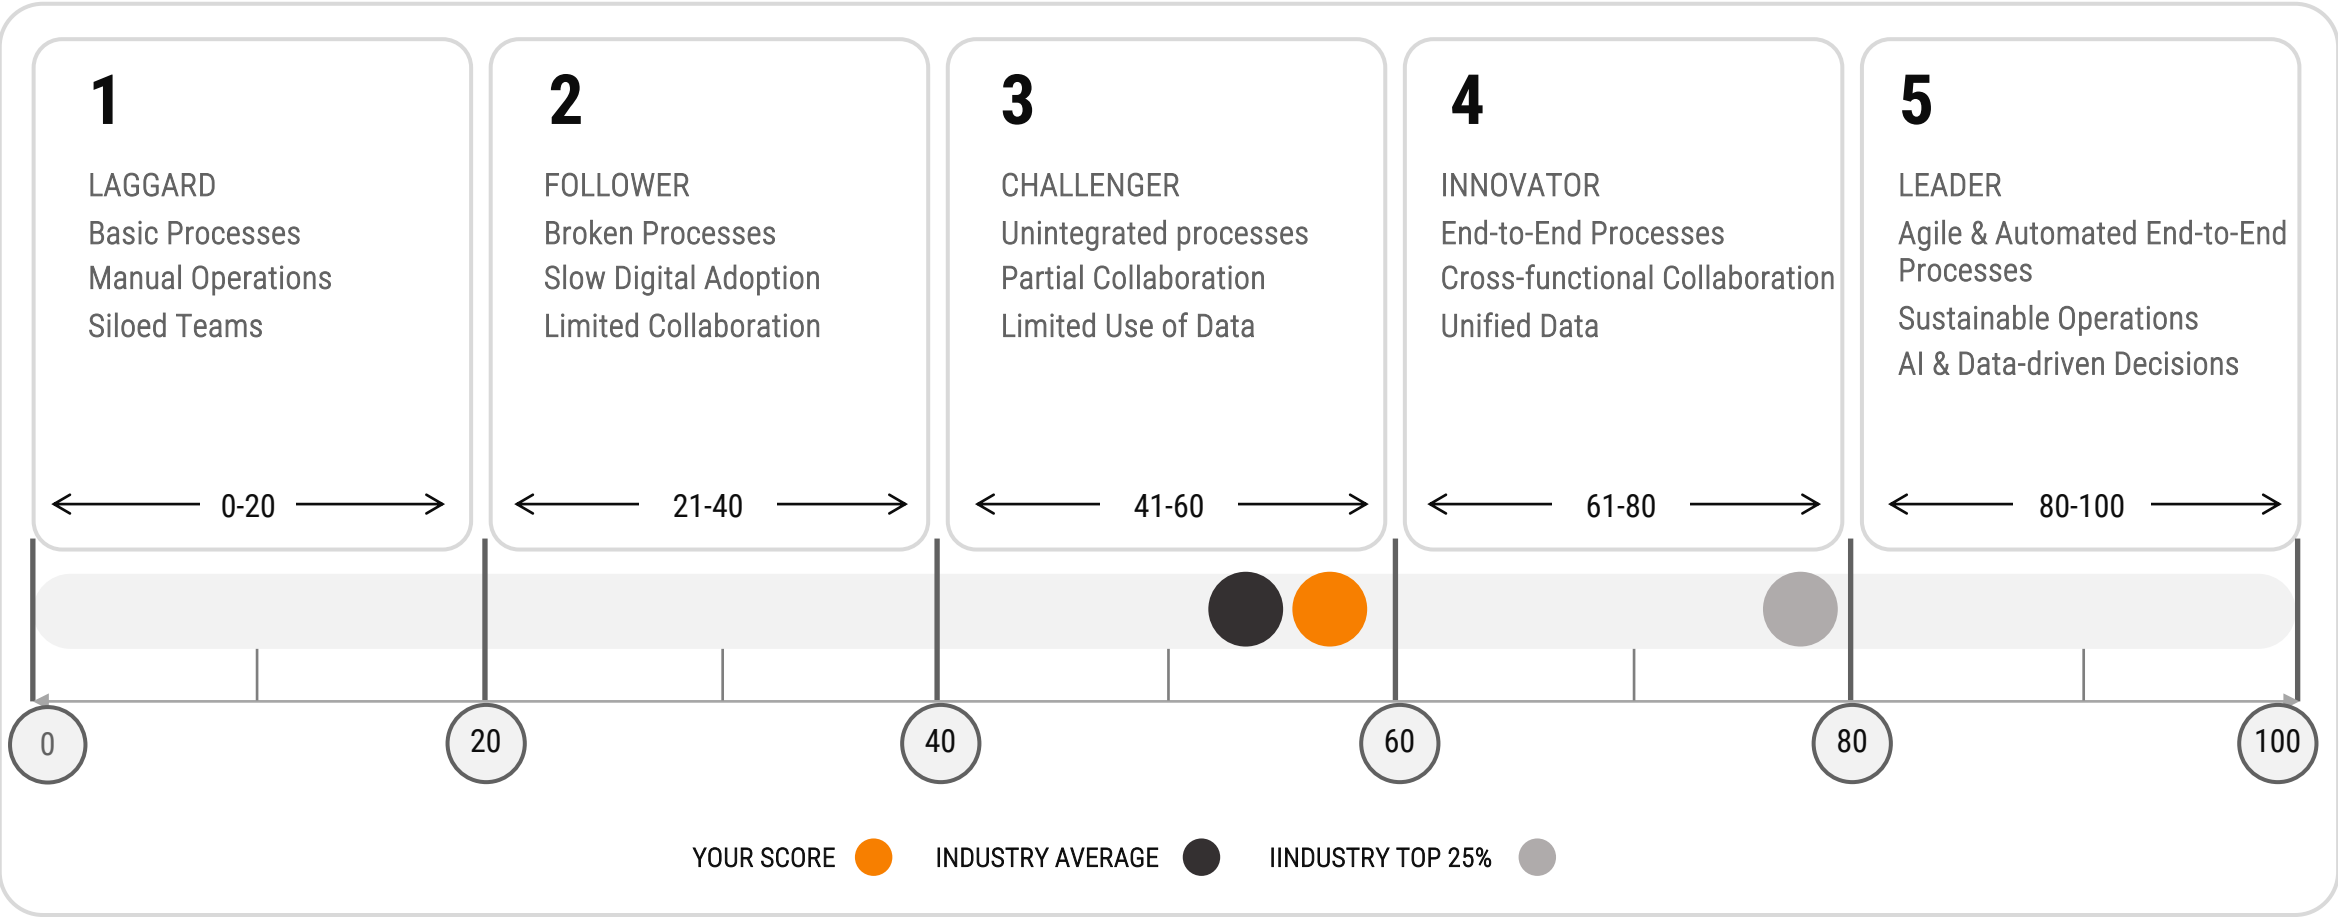 1
LAGGARD
Basic Processes
Manual Operations
Siloed Teams
0-20
2
FOLLOWER
Broken Processes
Slow Digital Adoption
Limited Collaboration
21-40
3
CHALLENGER
Unintegrated processes
Partial Collaboration
Limited Use of Data
41-60
4
INNOVATOR
End-to-End Processes
Cross-functional Collaboration
Unified Data
61-80
5
LEADER
Agile & Automated End-to-End
Processes
Sustainable Operations
AI & Data-driven Decisions
80-100
0
20
40
60
80
100
YOUR SCORE
INDUSTRY AVERAGE
IINDUSTRY TOP 25%